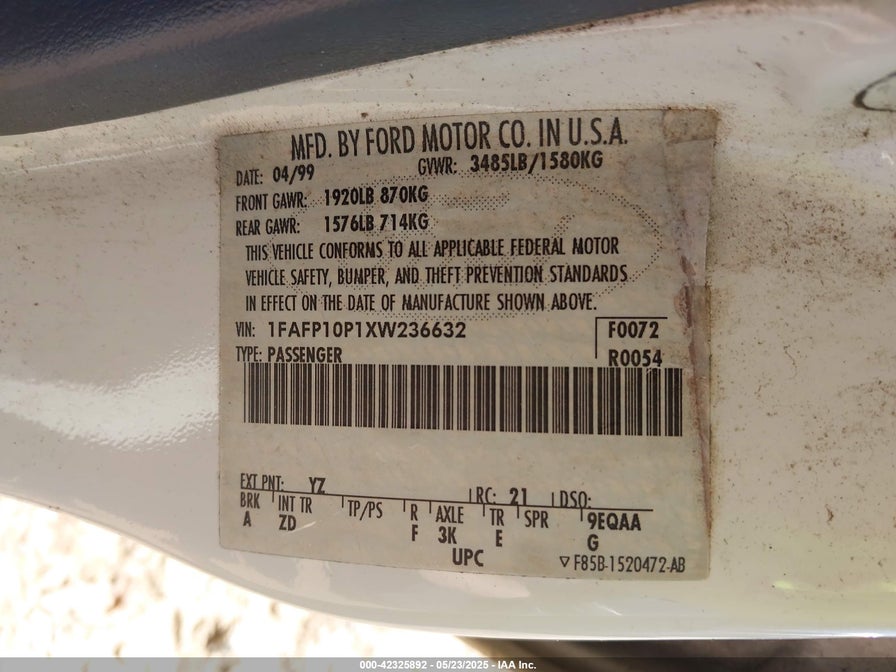 MFD. BY FORD MOTOR CO. IN U.S.A.
DATE: 04/99 GVWR: 3485LB/1580KG
FRONT GAWR: 1920LB 870KG
REAR GAWR: 1576LB 714KG
THIS VEHICLE CONFORMS TO ALL APPLICABLE FEDERAL MOTOR
VEHICLE SAFETY, BUMPER, AND THEFT PREVENTION STANDARDS
IN EFFECT ON THE DATE OF MANUFACTURE SHOWN ABOVE.
VIN: 1FAFP10P1XW236632 F0072
TYPE: PASSENGER R0054
EXT PNT: YZ RC: 21 DSO:
BRK INT TR TP/PS R AXLE TR SPR 9EQAA
A ZD F 3K E G
UPC ▽F85B-1520472-AB
000-42325892 - 05/23/2025 - IAA Inc.